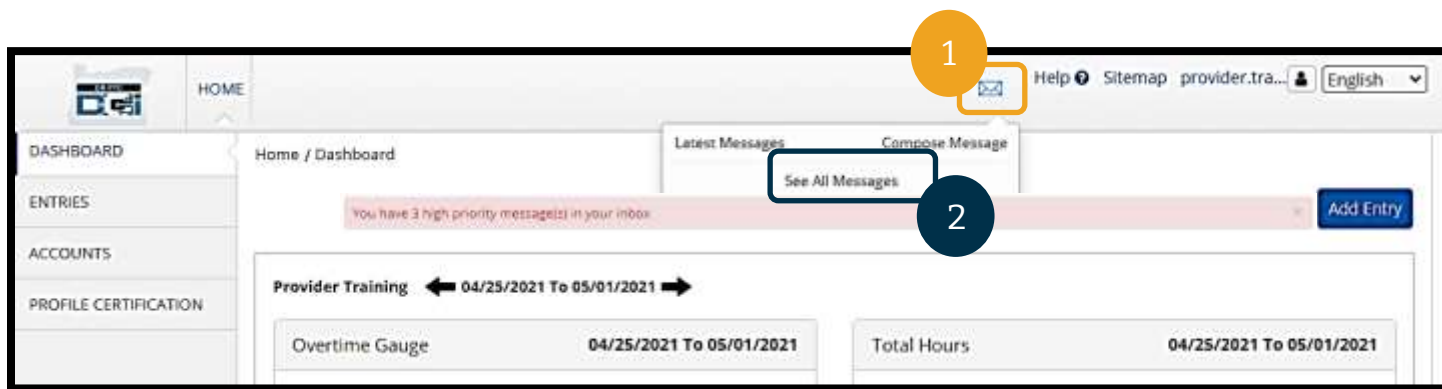 1
DCi
HOME
Help ? Sitemap provider.tra... English
DASHBOARD
Home / Dashboard
Latest Messages Compose Message
See All Messages
ENTRIES
You have 3 high priority message(s) in your inbox ×
2
Add Entry
ACCOUNTS
PROFILE CERTIFICATION
Provider Training 04/25/2021 To 05/01/2021
Overtime Gauge 04/25/2021 To 05/01/2021
Total Hours 04/25/2021 To 05/01/2021